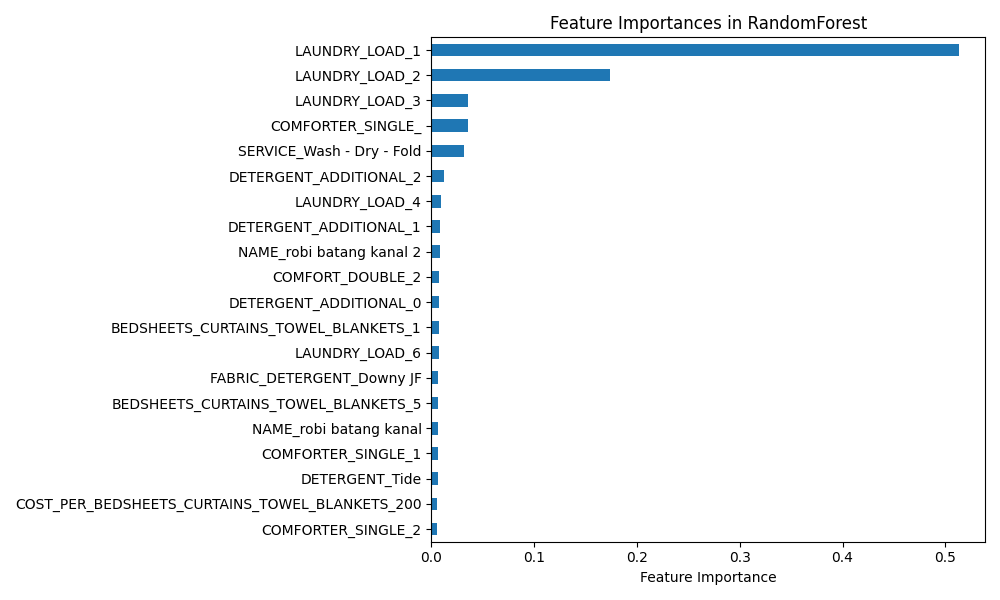 Feature Importances in RandomForest
LAUNDRY_LOAD_1
LAUNDRY_LOAD_2
LAUNDRY_LOAD_3
COMFORTER_SINGLE_
SERVICE_Wash - Dry - Fold
DETERGENT_ADDITIONAL_2
LAUNDRY_LOAD_4
DETERGENT_ADDITIONAL_1
NAME_robi batang kanal 2
COMFORT_DOUBLE_2
DETERGENT_ADDITIONAL_0
BEDSHEETS_CURTAINS_TOWEL_BLANKETS_1
LAUNDRY_LOAD_6
FABRIC_DETERGENT_Downy JF
BEDSHEETS_CURTAINS_TOWEL_BLANKETS_5
NAME_robi batang kanal
COMFORTER_SINGLE_1
DETERGENT_Tide
COST_PER_BEDSHEETS_CURTAINS_TOWEL_BLANKETS_200
COMFORTER_SINGLE_2
0.0 0.1 0.2 0.3 0.4 0.5
Feature Importance